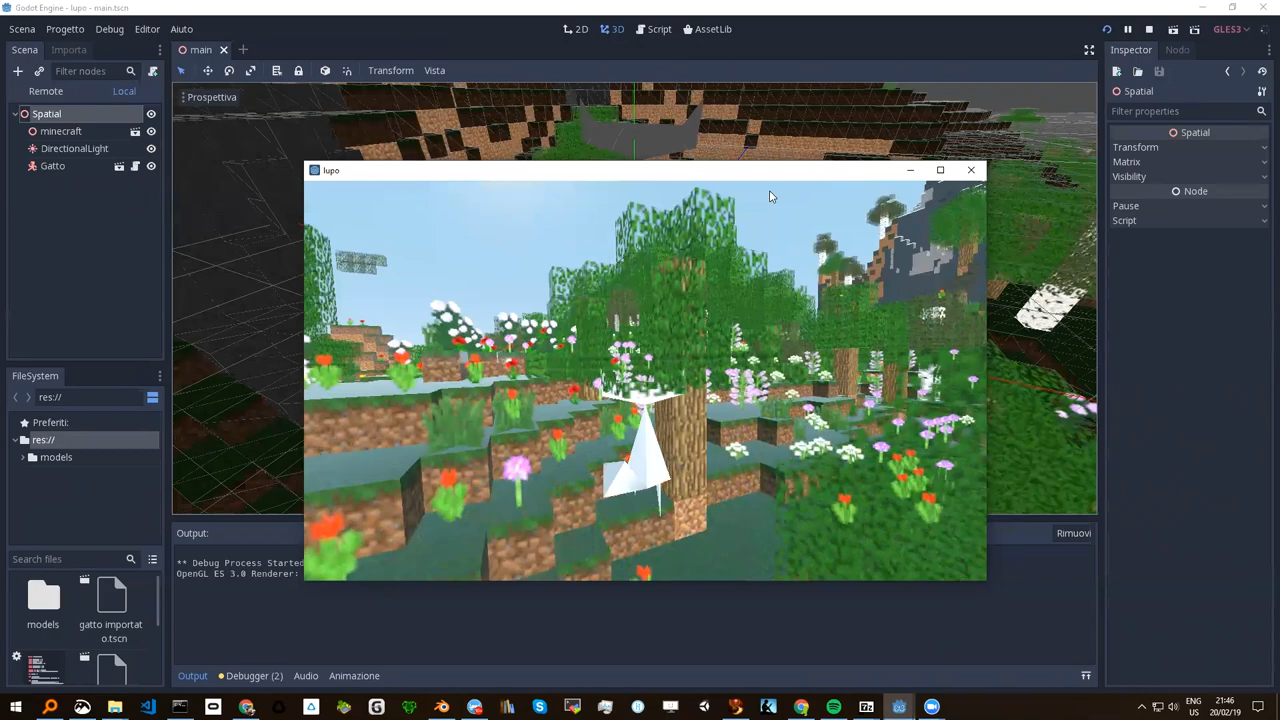 Godot Engine - lupo - main.tscn
Scena Progetto Debug Editor Aiuto
2D 3D Script AssetLib
GLES3
Scena Importa
main
Inspector Nodo
Filter nodes
Transform Vista
Remote Local
Spatial
Prospettiva
Filter properties
Spatial
minecraft
DirectionalLight
Gatto
Spatial
Transform
Matrix
Visibility
Node
Pause
Script
lupo
FileSystem
res://
Preferiti:
res://
models
Search files
models
gatto importat
o.tscn
Output:
Rimuovi
** Debug Process Started
OpenGL ES 3.0 Renderer:
Output Debugger (2) Audio Animazione
ENG
21:46
20/02/19